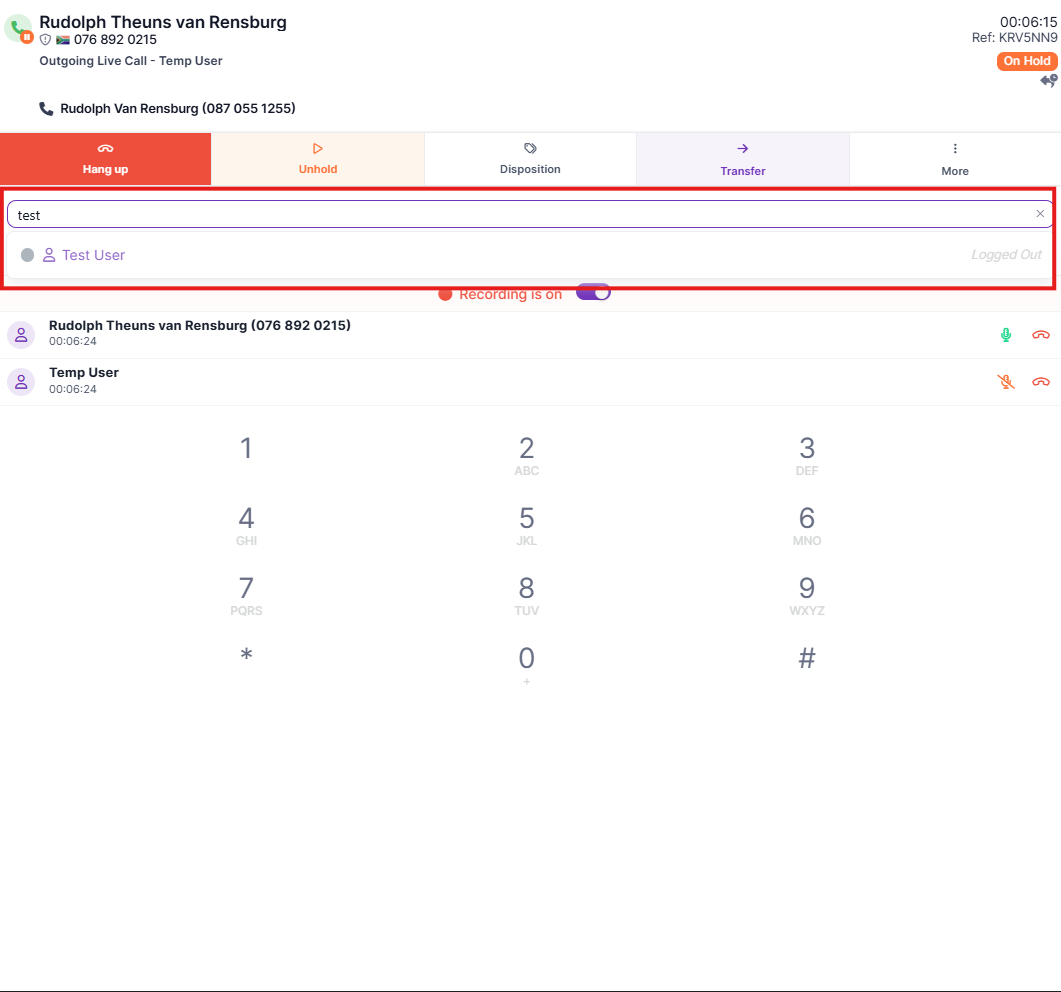 Rudolph Theuns van Rensburg
00:06:15
076 892 0215
Ref: KRV5NN9
Outgoing Live Call - Temp User
On Hold
Rudolph Van Rensburg (087 055 1255)
Hang up
Unhold
Disposition
Transfer
More
test
Test User
Logged Out
Recording is on
Rudolph Theuns van Rensburg (076 892 0215)
00:06:24
Temp User
00:06:24
1 2 3
ABC DEF
4 5 6
GHI JKL MNO
7 8 9
PQRS TUV WXYZ
* 0 #
+